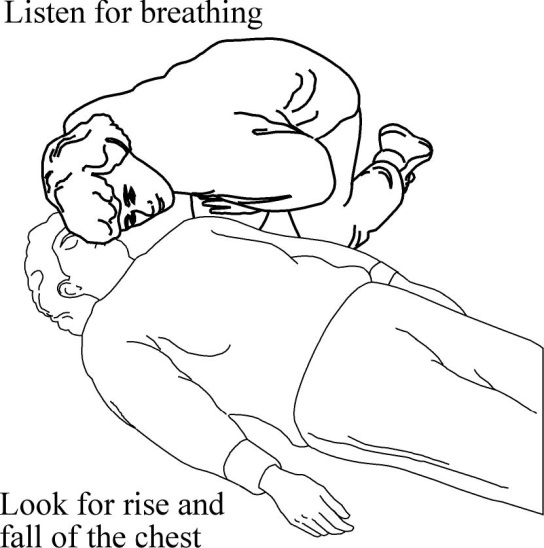 Listen for breathing
Look for rise and
fall of the chest